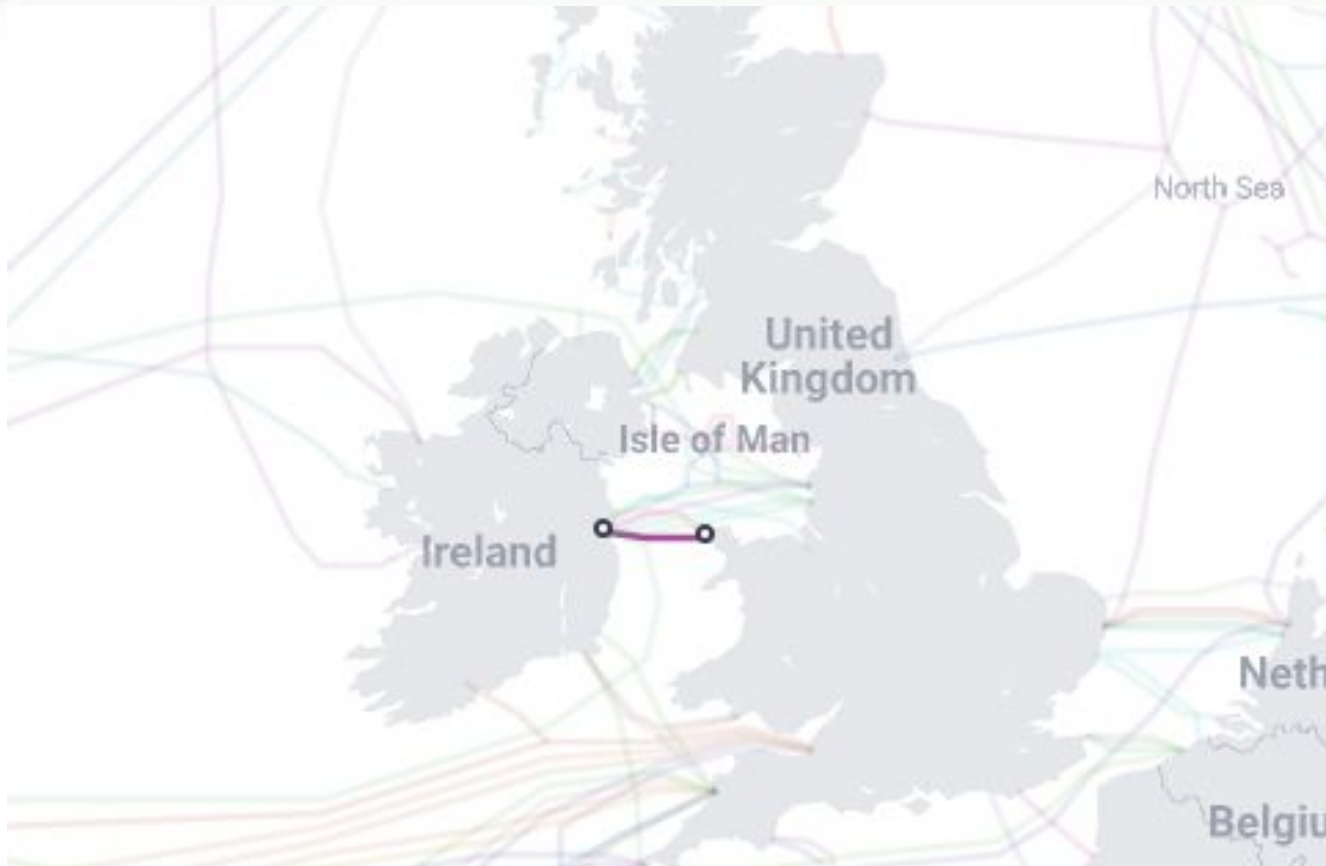 North Sea
United
Kingdom
Isle of Man
Ireland
Neth
Belgiu